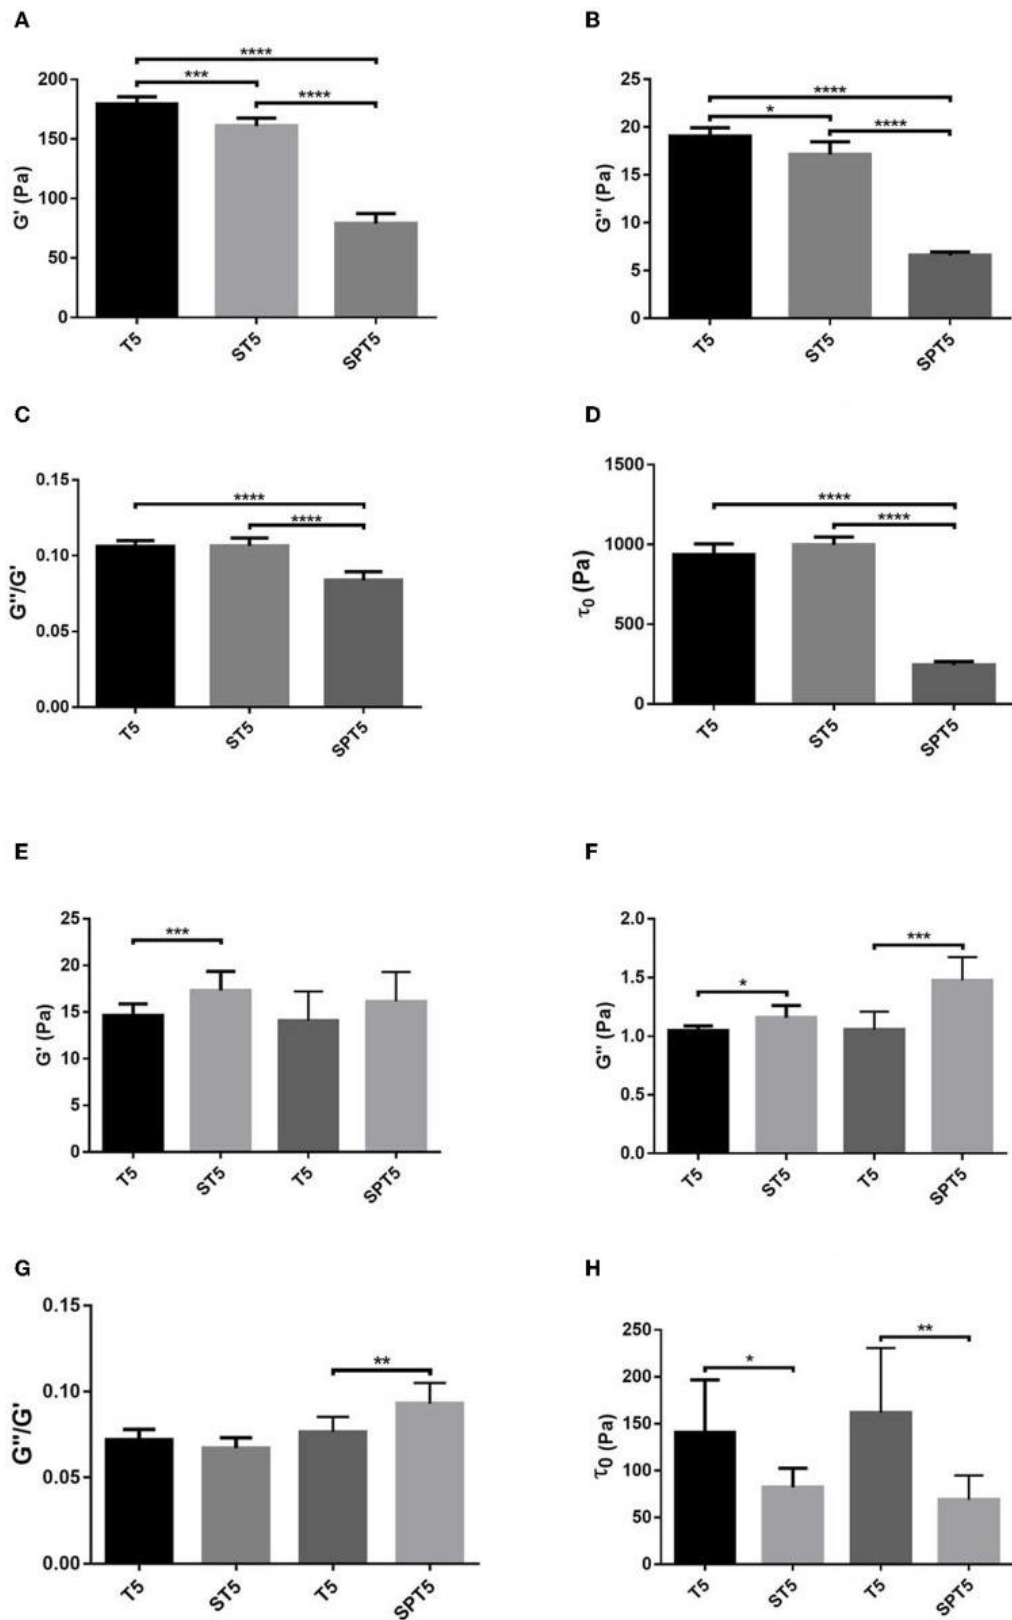 A
****
***
****
200
150
100
50
0
G' (Pa)
T5
ST5
SPT5
B
****
*
****
25
20
15
10
5
0
G'' (Pa)
T5
ST5
SPT5
C
****
****
0.15
0.10
0.05
0.00
G''/G'
T5
ST5
SPT5
D
****
****
1500
1000
500
0
τ0 (Pa)
T5
ST5
SPT5
E
***
25
20
15
10
5
0
G' (Pa)
T5
ST5
T5
SPT5
F
***
*
2.0
1.5
1.0
0.5
0.0
G'' (Pa)
T5
ST5
T5
SPT5
G
**
0.15
0.10
0.05
0.00
G''/G'
T5
ST5
T5
SPT5
H
**
*
250
200
150
100
50
0
τ0 (Pa)
T5
ST5
T5
SPT5